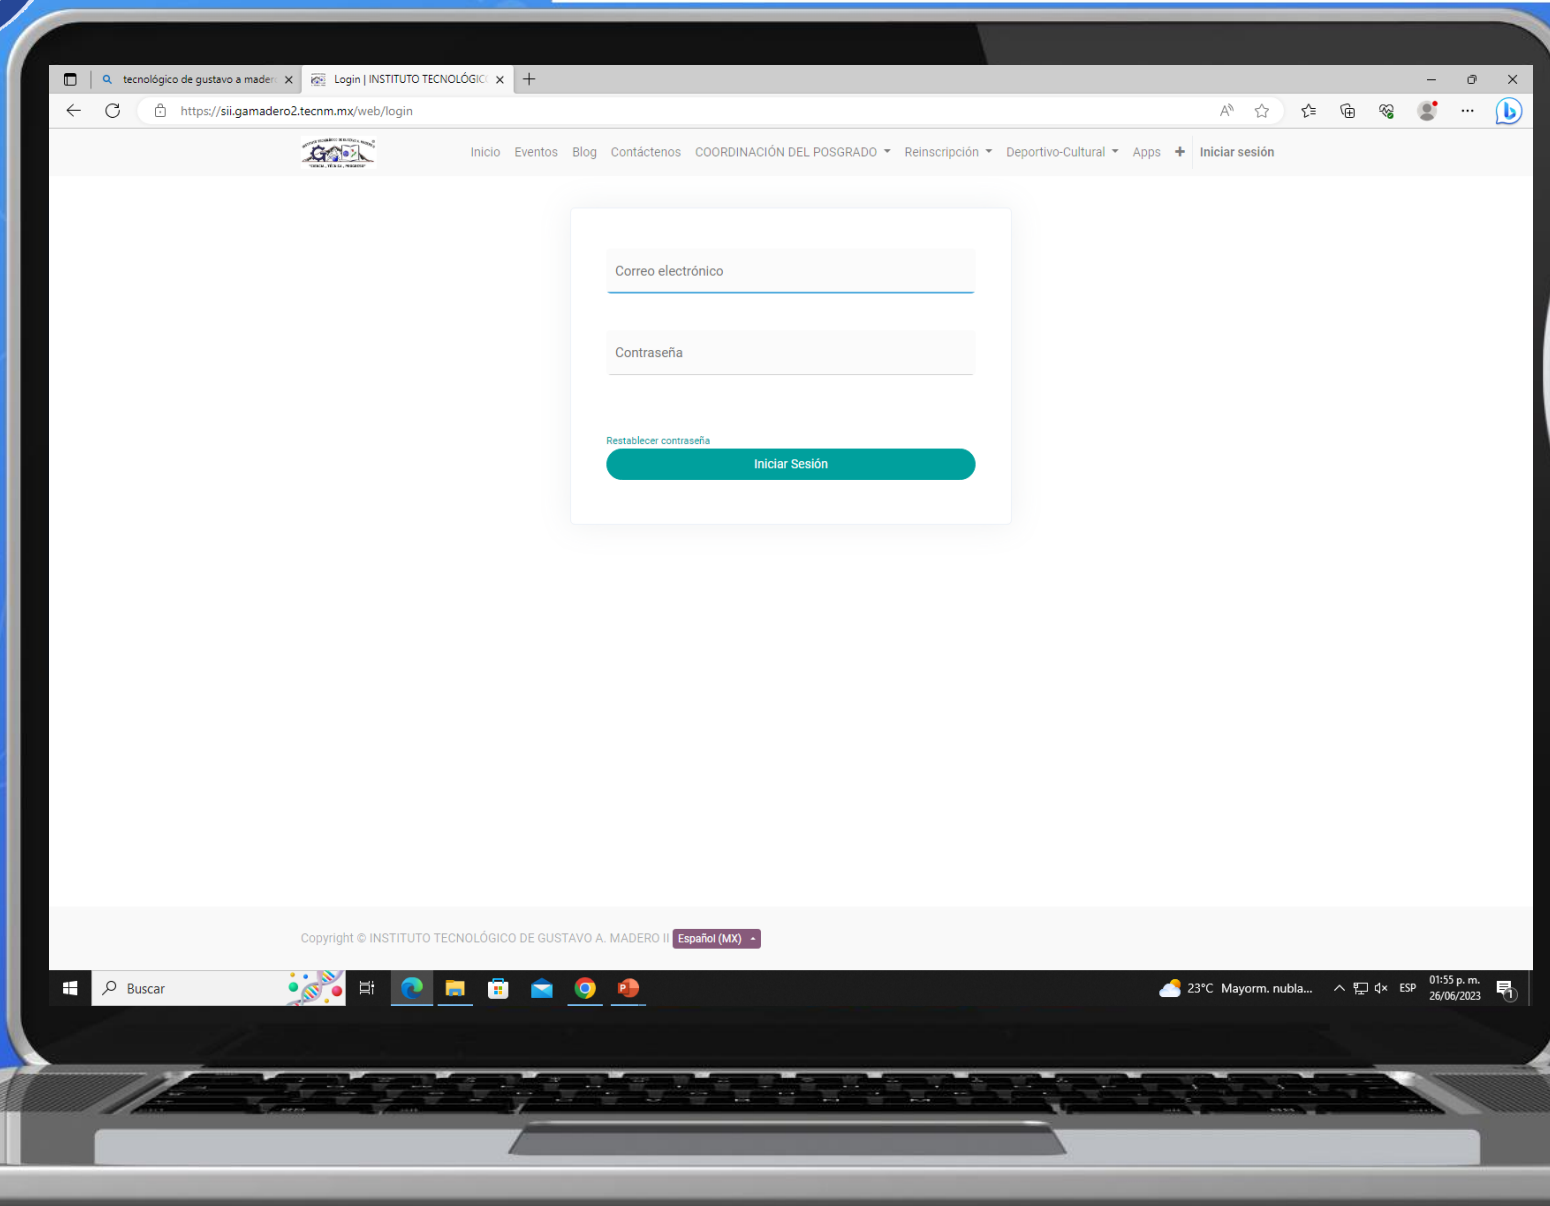 tecnológico de gustavo a mader
Login | INSTITUTO TECNOLÓGIC
https://sii.gamadero2.tecnm.mx/web/login
Inicio Eventos Blog Contáctenos COORDINACIÓN DEL POSGRADO Reinscripción Deportivo-Cultural Apps Iniciar sesión
Correo electrónico
Contraseña
Restablecer contraseña
Iniciar Sesión
Copyright © INSTITUTO TECNOLÓGICO DE GUSTAVO A. MADERO II Español (MX)
Buscar
23°C Mayorm. nubla... ESP
01:55 p. m.
26/06/2023